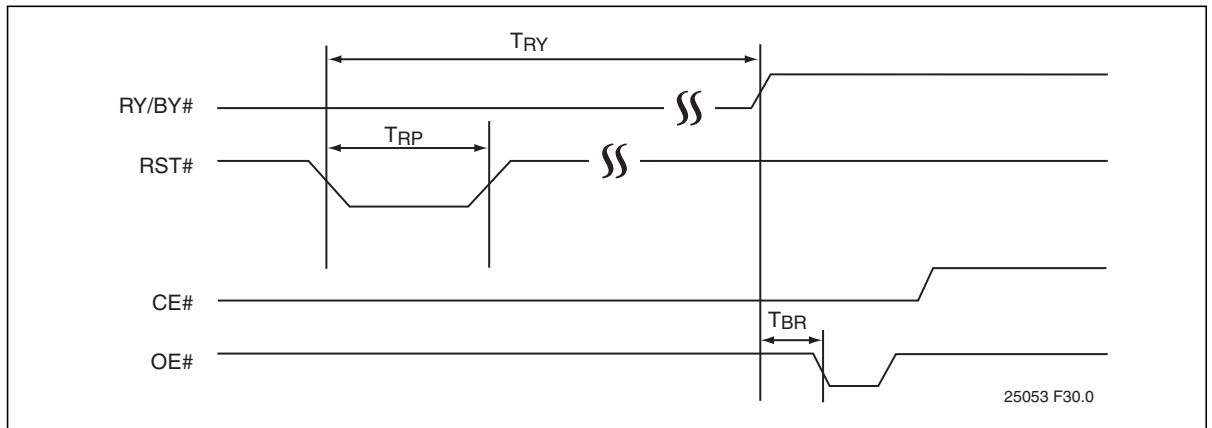 TRY
RY/BY#
TRP
RST#
CE#
TBR
OE#
25053 F30.0